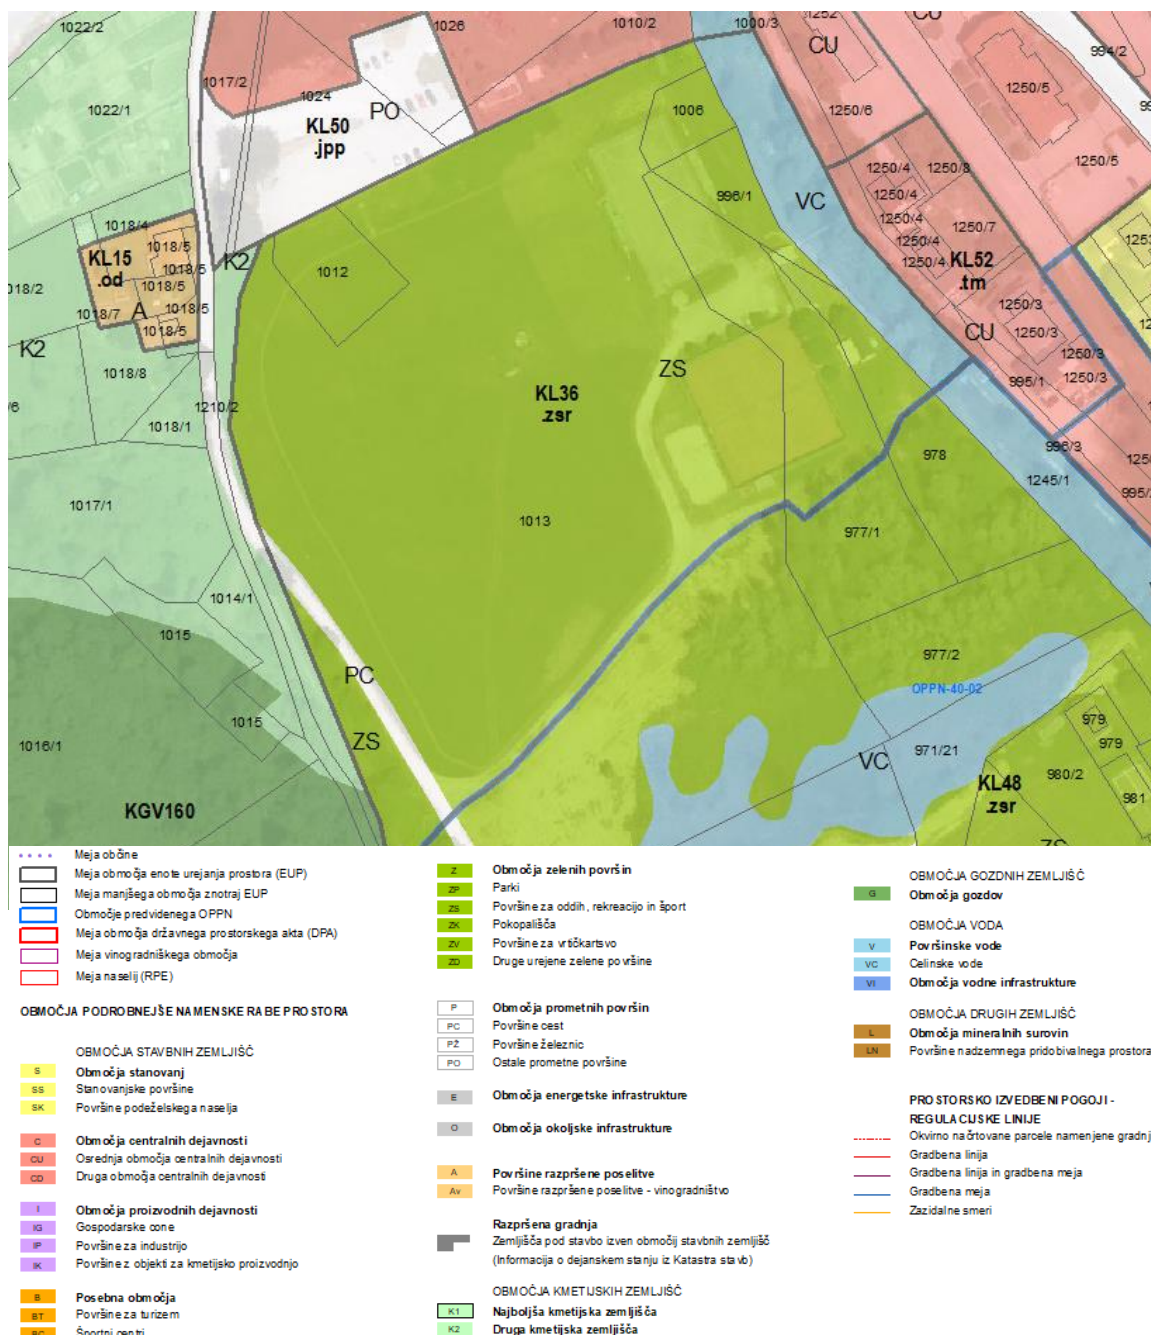 1022/2
1026
1010/2
1000/3
1252
CU
CU
994/2
1017/2
1024
PO
1250/5
1022/1
KL50
.jpp
1006
1250/6
1250/5
1250/4
1250/8
1250/4
996/1
VC
1018/4
1250/4
1250/7
KL15
.od
1018/5
1250/4
K2
1018/5
1012
1250/4
KL52
.tm
1018/2
1018/5
1018/7
A
1018/5
1250/3
1018/5
CU
1250/3
K2
1250/3
1018/8
ZS
995/1
1250/3
KL36
.zsr
1210/2
1018/1
996/3
978
1245/1
1017/1
1013
977/1
1014/1
1015
977/2
PC
OPPN-40-02
1015
979
1016/1
ZS
971/21
979
VC
980/2
KL48
.zsr
981
KGV160
ZS
Meja občine
Meja območja enote urejanja prostora (EUP)
Meja manjšega območja znotraj EUP
Območje predvidenega OPPN
Meja območja državnega prostorskega akta (DPA)
Meja vinogradniškega območja
Meja naselij (RPE)
OBMOČJA PODROBNEJŠE NAMENSKE RABE PROSTORA
OBMOČJA STAVBNIH ZEMLJIŠČ
S Območja stanovanj
SS Stanovanjske površine
SK Površine podeželskega naselja
C Območja centralnih dejavnosti
CU Osrednja območja centralnih dejavnosti
CD Druga območja centralnih dejavnosti
I Območja proizvodnih dejavnosti
IG Gospodarske cone
IP Površine za industrijo
IK Površine z objekti za kmetijsko proizvodnjo
B Posebna območja
BT Površine za turizem
BC Športni centri
Z Območja zelenih površin
ZP Parki
ZS Površine za oddih, rekreacijo in šport
ZK Pokopališča
ZV Površine za vrtičkartsvo
ZD Druge urejene zelene površine
P Območja prometnih površin
PC Površine cest
PŽ Površine železnic
PO Ostale prometne površine
E Območja energetske infrastrukture
O Območja okoljske infrastrukture
A Površine razpršene poselitve
Av Površine razpršene poselitve - vinogradništvo
Razpršena gradnja
Zemljišča pod stavbo izven območij stavbnih zemljišč
(Informacija o dejanskem stanju iz Katastra stavb)
OBMOČJA KMETIJSKIH ZEMLJIŠČ
K1 Najboljša kmetijska zemljišča
K2 Druga kmetijska zemljišča
OBMOČJA GOZDNIH ZEMLJIŠČ
G Območja gozdov
OBMOČJA VODA
V Površinske vode
VC Celinske vode
VI Območja vodne infrastrukture
OBMOČJA DRUGIH ZEMLJIŠČ
L Območja mineralnih surovin
LN Površine nadzemnega pridobivalnega prostora
PROSTORSKO IZVEDBENI POGOJI -
REGULACIJSKE LINIJE
Okvirno načrtovane parcele namenjene gradnj
Gradbena linija
Gradbena linija in gradbena meja
Gradbena meja
Zazidalne smeri